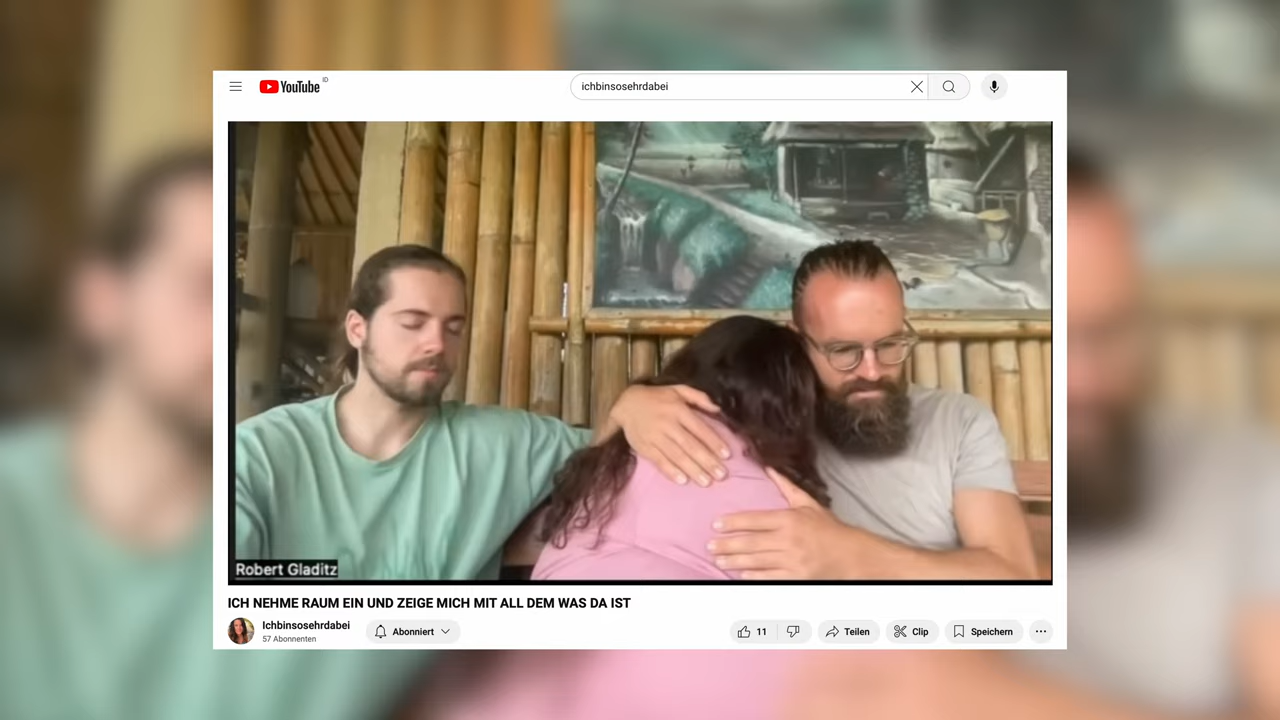 YouTube ID
ichbinsosehrdabei
Robert Gladitz
ICH NEHME RAUM EIN UND ZEIGE MICH MIT ALL DEM WAS DA IST
Ichbinsosehrdabei
57 Abonnenten
Abonniert
11
Teilen
Clip
Speichern